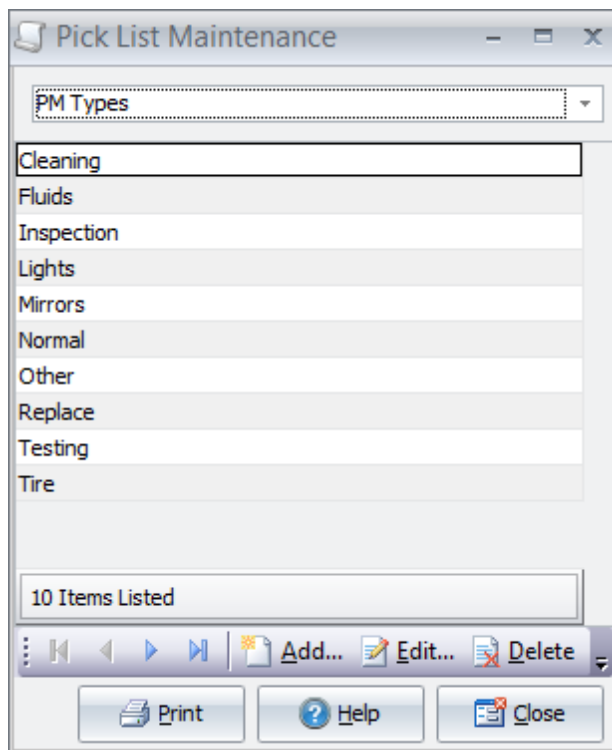 Pick List Maintenance
PM Types
Cleaning
Fluids
Inspection
Lights
Mirrors
Normal
Other
Replace
Testing
Tire
10 Items Listed
Add... Edit... Delete
Print Help Close